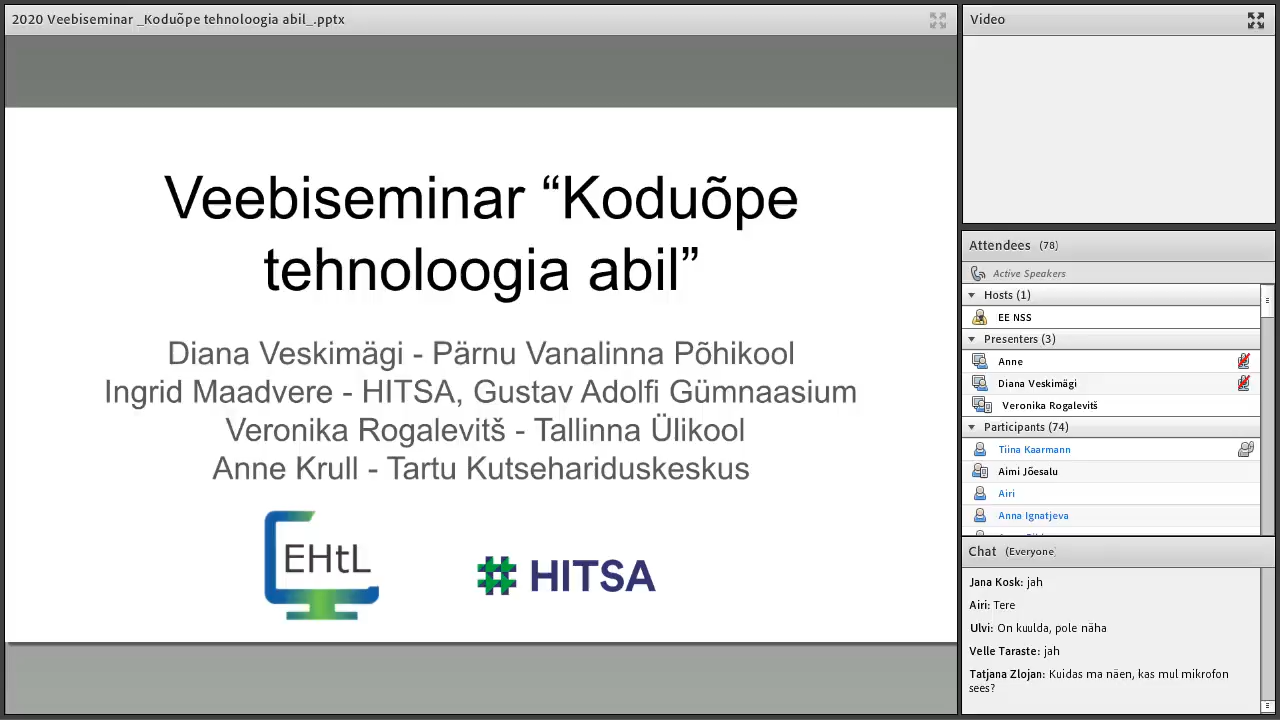 2020 Veebiseminar _Koduõpe tehnoloogia abil_.pptx
Veebiseminar “Koduõpe
tehnoloogia abil”
Diana Veskimägi - Pärnu Vanalinna Põhikool
Ingrid Maadvere - HITSA, Gustav Adolfi Gümnaasium
Veronika Rogalevitš - Tallinna Ülikool
Anne Krull - Tartu Kutsehariduskeskus
EHtL
HITSA
Video
Attendees (78)
Active Speakers
Hosts (1)
EE NSS
Presenters (3)
Anne
Diana Veskimägi
Veronika Rogalevitš
Participants (74)
Tiina Kaarmann
Aimi Jõesalu
Airi
Anna Ignatjeva
Chat (Everyone)
Jana Kosk: jah
Airi: Tere
Ulvi: On kuulda, pole näha
Velle Taraste: jah
Tatjana Zlojan: Kuidas ma näen, kas mul mikrofon
sees?